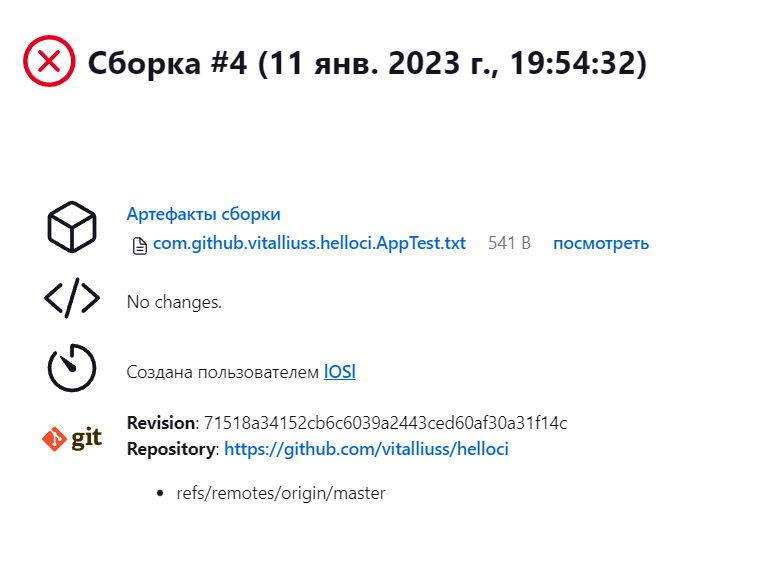 Сборка #4 (11 янв. 2023 г., 19:54:32)
Артефакты сборки
com.github.vitalliuss.helloci.AppTest.txt 541 B посмотреть
No changes.
Создана пользователем lOSl
git
Revision: 71518a34152cb6c6039a2443ced60af30a31f14c
Repository: https://github.com/vitalliuss/helloci
• refs/remotes/origin/master